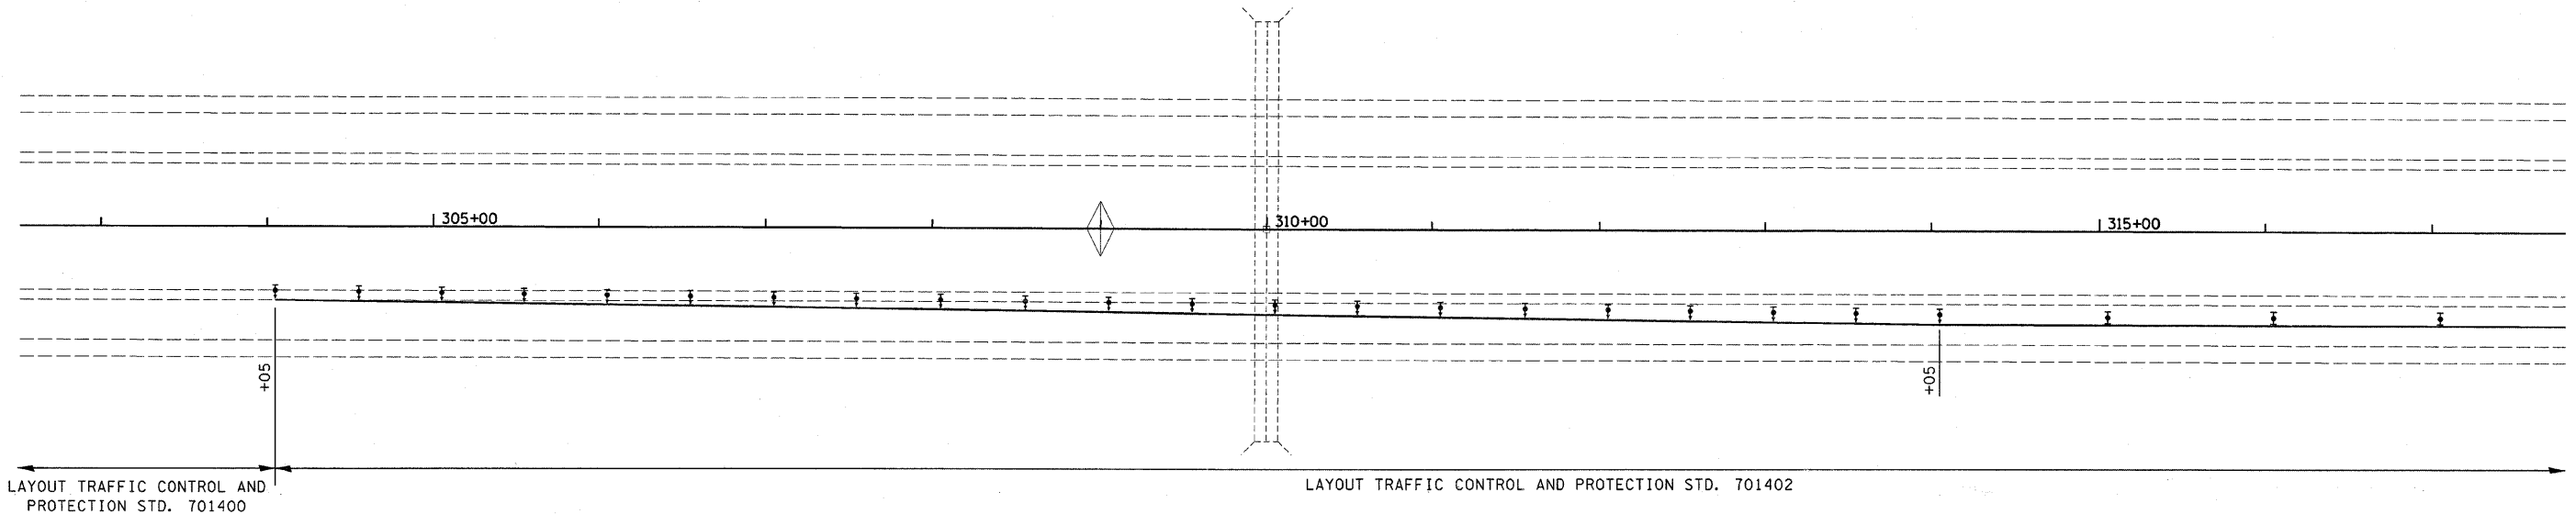 305+00
310+00
315+00
+05
+05
LAYOUT TRAFFIC CONTROL AND
PROTECTION STD. 701400
LAYOUT TRAFFIC CONTROL AND PROTECTION STD. 701402